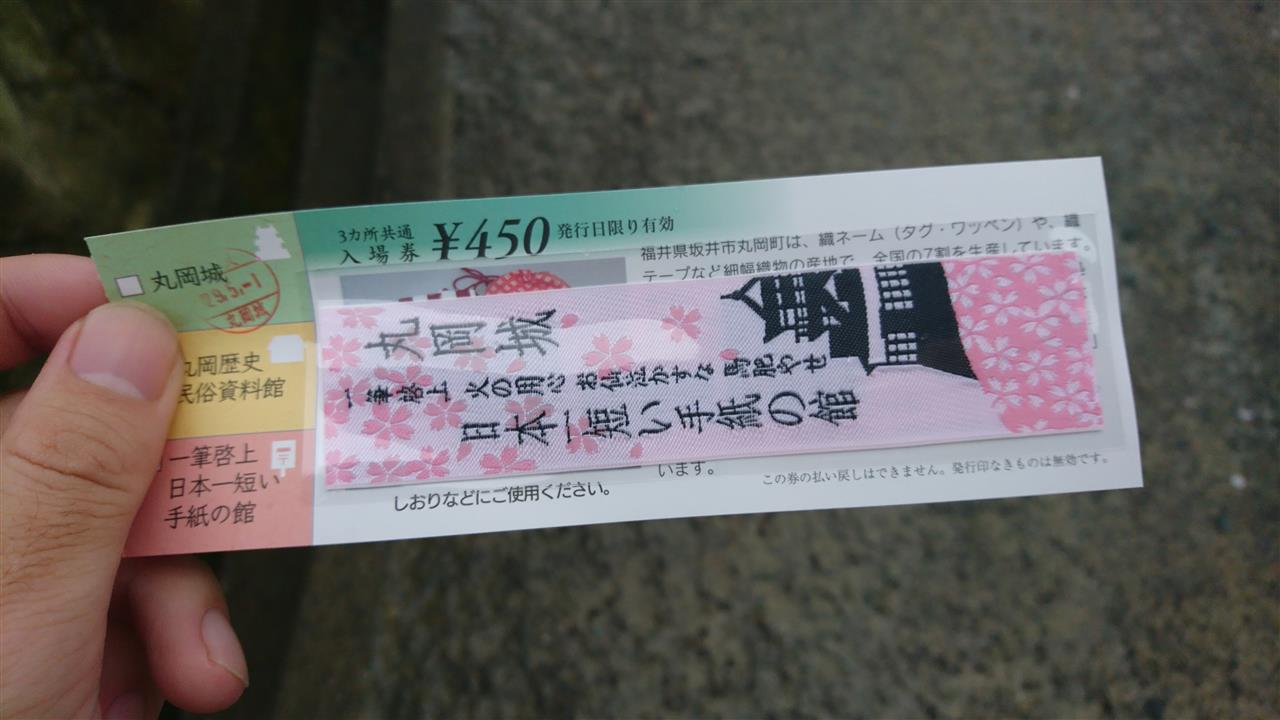 3カ所共通
入場券 ¥450 発行日限り有効
丸岡城
丸岡城
丸岡歴史
民俗資料館
一筆啓上
日本一短い
手紙の館
福井県坂井市丸岡町は、織ネーム(タグ・ワッペン)や、織
テープなど細幅織物の産地で、全国の7割を生産しています。
丸岡城
一筆啓上 火の用心 お仙泣かすな 馬肥やせ
日本一短い手紙の館
います。
しおりなどにご使用ください。
この券の払い戻しはできません。発行印なきものは無効です。